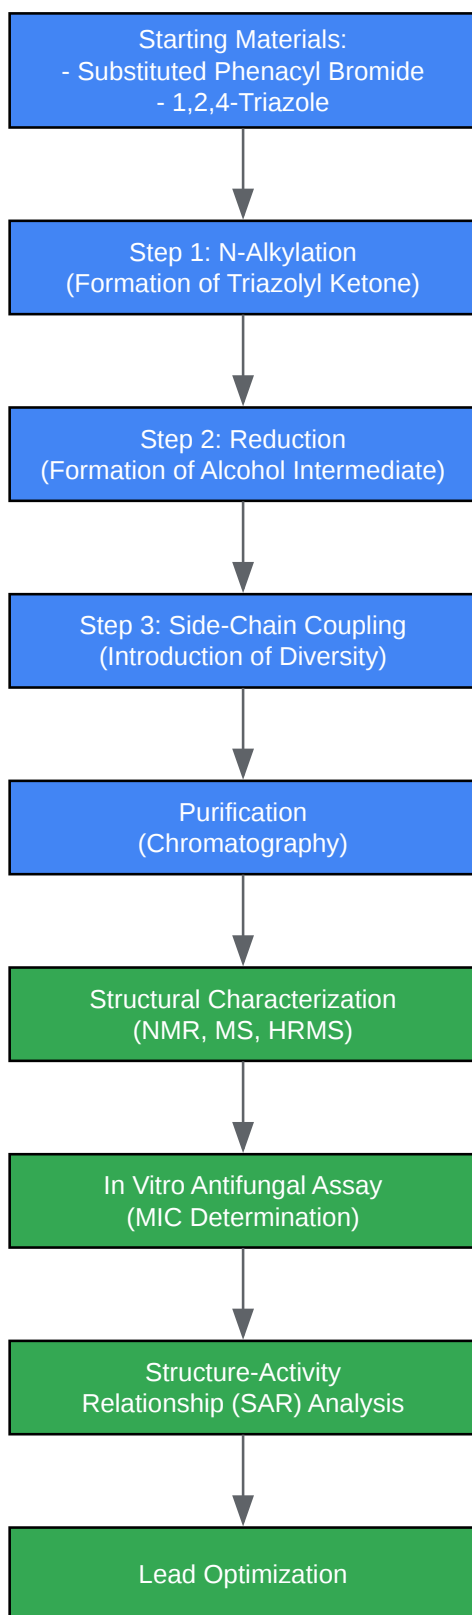 Starting Materials:
- Substituted Phenacyl Bromide
- 1,2,4-Triazole
Step 1: N-Alkylation
(Formation of Triazolyl Ketone)
Step 2: Reduction
(Formation of Alcohol Intermediate)
Step 3: Side-Chain Coupling
(Introduction of Diversity)
Purification
(Chromatography)
Structural Characterization
(NMR, MS, HRMS)
In Vitro Antifungal Assay
(MIC Determination)
Structure-Activity
Relationship (SAR) Analysis
Lead Optimization